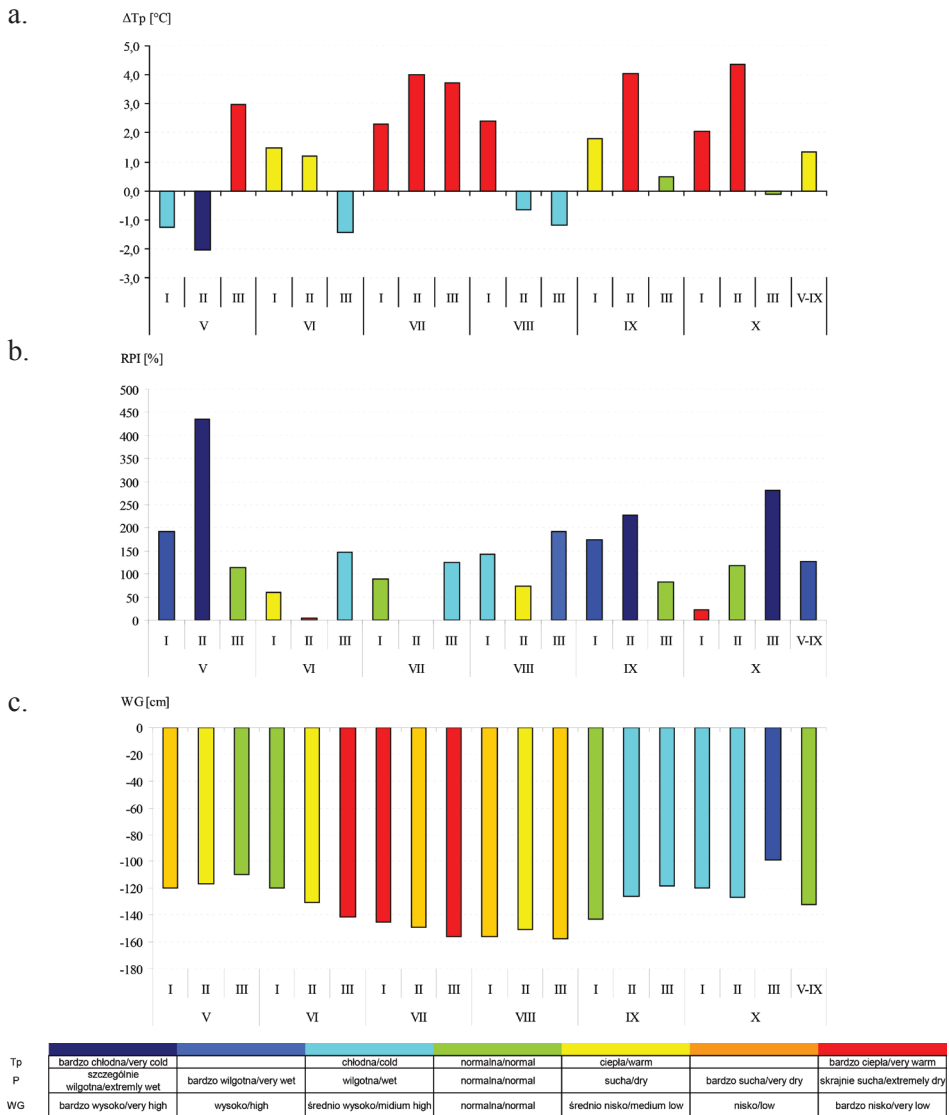 a.
ΔTp [°C]
5,0
4,0
3,0
2,0
1,0
0,0
-1,0
-2,0
-3,0
I II III I II III I II III I II III I II III I II III V-IX
V VI VII VIII IX X
b.
RPI [%]
500
450
400
350
300
250
200
150
100
50
0
I II III I II III I II III I II III I II III I II III V-IX
V VI VII VIII IX X
c.
WG [cm]
0
-20
-40
-60
-80
-100
-120
-140
-160
-180
I II III I II III I II III I II III I II III I II III V-IX
V VI VII VIII IX X
Tp bardzo chłodna/very cold chłodna/cold normalna/normal ciepła/warm bardzo ciepła/very warm
P szczególnie wilgotna/extremly wet bardzo wilgotna/very wet wilgotna/wet normalna/normal sucha/dry bardzo sucha/very dry skrajnie sucha/extremely dry
WG bardzo wysoko/very high wysoko/high średnio wysoko/midium high normalna/normal średnio nisko/medium low nisko/low bardzo nisko/very low